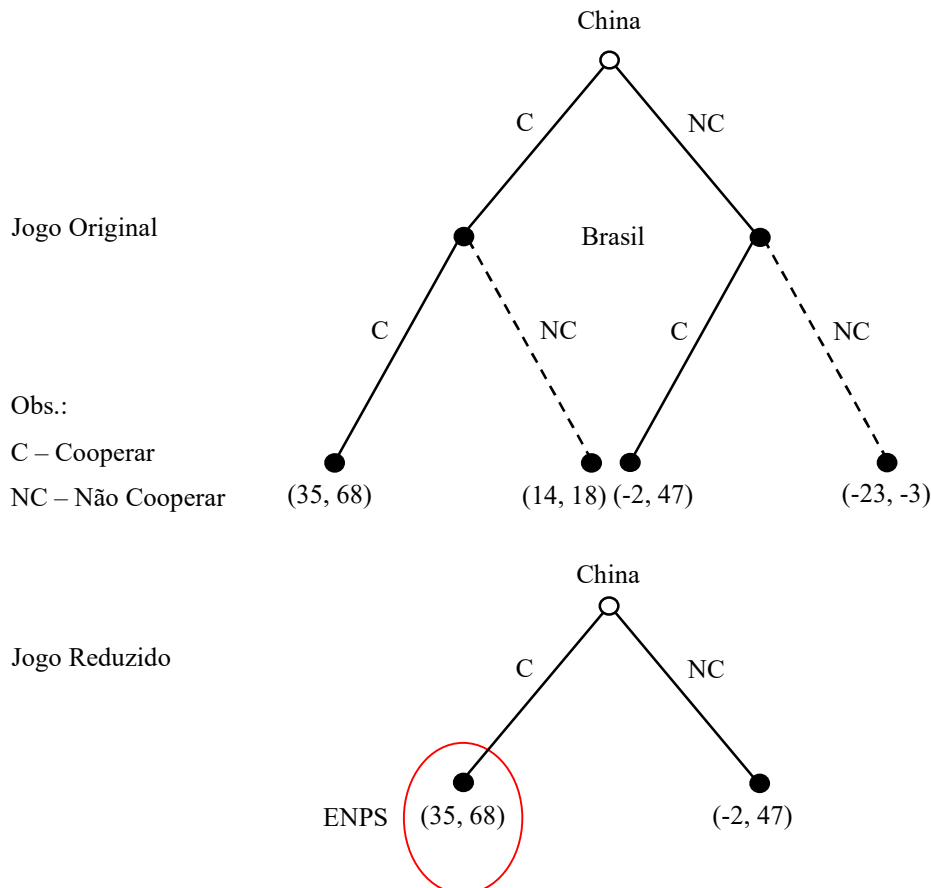 China
C
NC
Jogo Original
Brasil
C
NC
C
NC
Obs.:
C – Cooperar
NC – Não Cooperar
(35, 68)
(14, 18)
(-2, 47)
(-23, -3)
China
Jogo Reduzido
C
NC
ENPS
(35, 68)
(-2, 47)